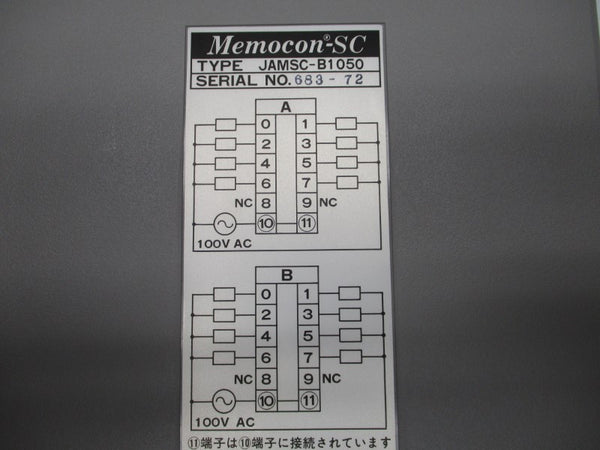 Memocon®-SC
TYPE JAMSC-B1050
SERIAL NO. 683-72
A
0 1
2 3
4 5
6 7
NC 8 9 NC
⑩ ⑪
100V AC
B
0 1
2 3
4 5
6 7
NC 8 9 NC
⑩ ⑪
100V AC
⑪端子は⑩端子に接続されています